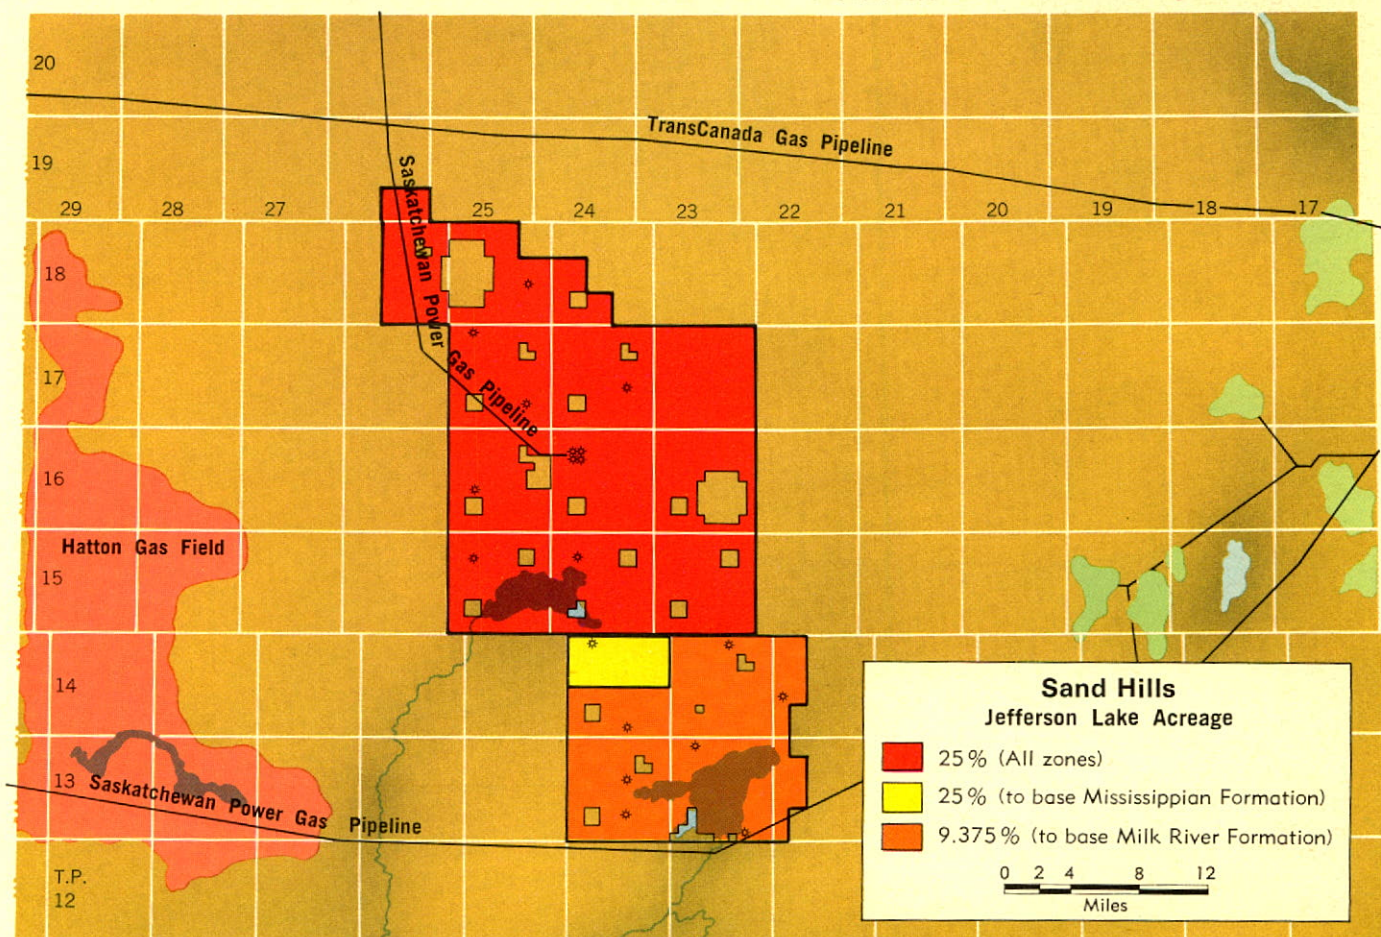 20
TransCanada Gas Pipeline
19
Saskatchewan Power Gas Pipeline
29 28 27 25 24 23 22 21 20 19 18 17
18
17
16
Hatton Gas Field
15
14
13
Saskatchewan Power Gas Pipeline
T.P.
12
Sand Hills
Jefferson Lake Acreage
25% (All zones)
25% (to base Mississippian Formation)
9.375% (to base Milk River Formation)
0 2 4 8 12
Miles